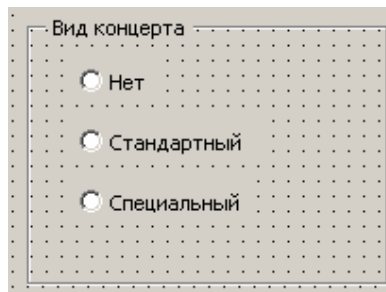 Вид концерта
Нет
Стандартный
Специальный